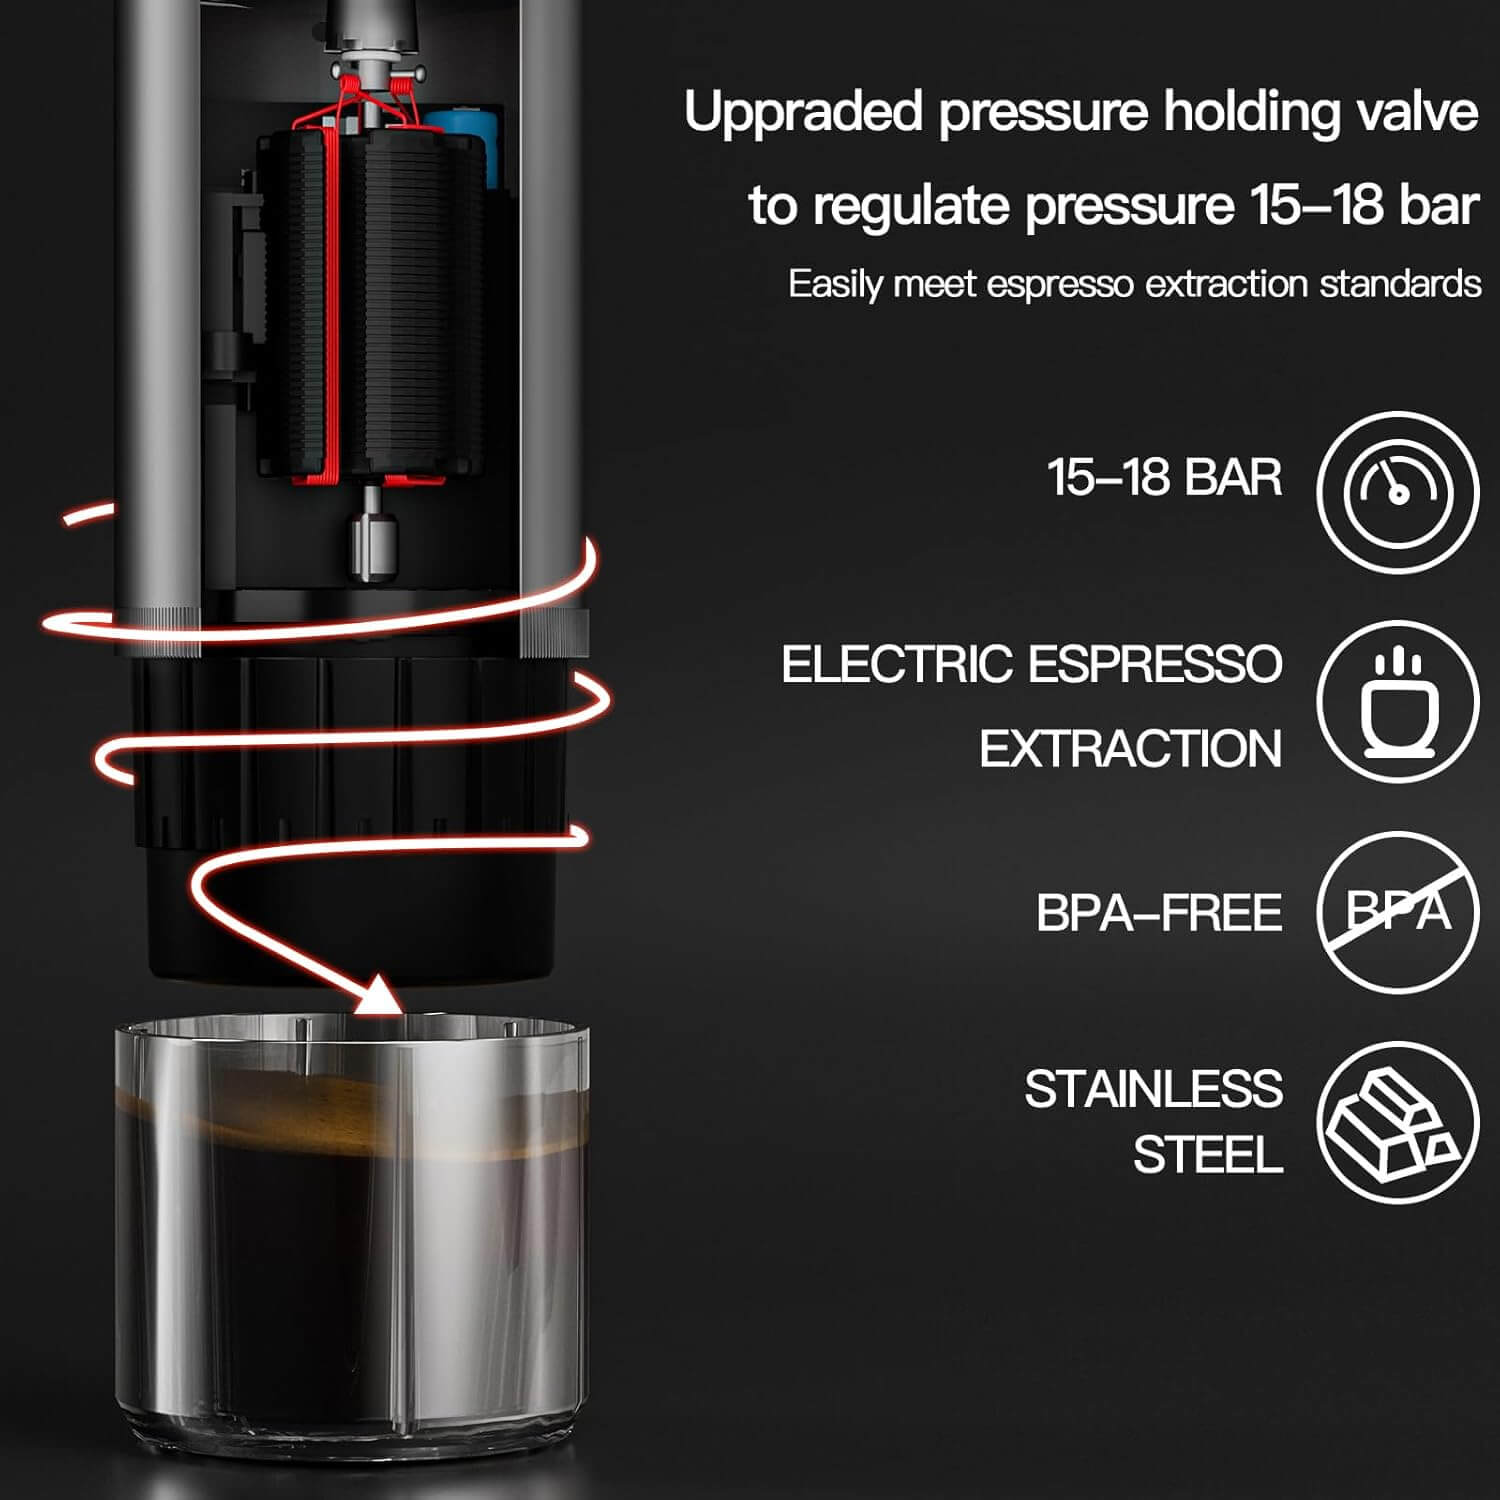 Uppraded pressure holding valve
to regulate pressure 15–18 bar
Easily meet espresso extraction standards
15–18 BAR
ELECTRIC ESPRESSO
EXTRACTION
BPA–FREE
BPA
STAINLESS
STEEL